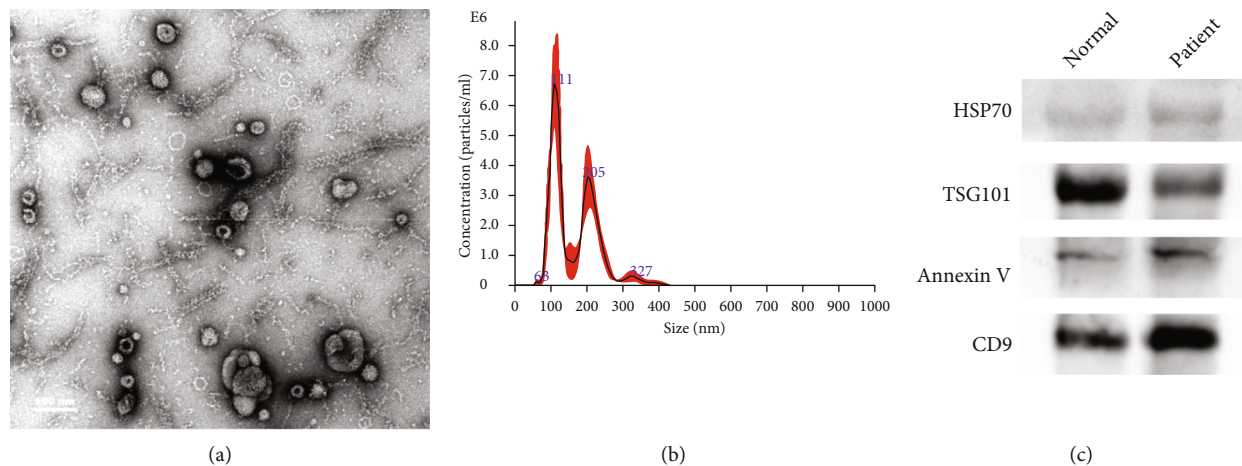 100 nm
(a)
E6
8.0
7.0
6.0
5.0
4.0
3.0
2.0
1.0
0
Concentration (particles/ml)
111
205
63
327
0 100 200 300 400 500 600 700 800 900 1000
Size (nm)
(b)
Normal Patient
HSP70
TSG101
Annexin V
CD9
(c)